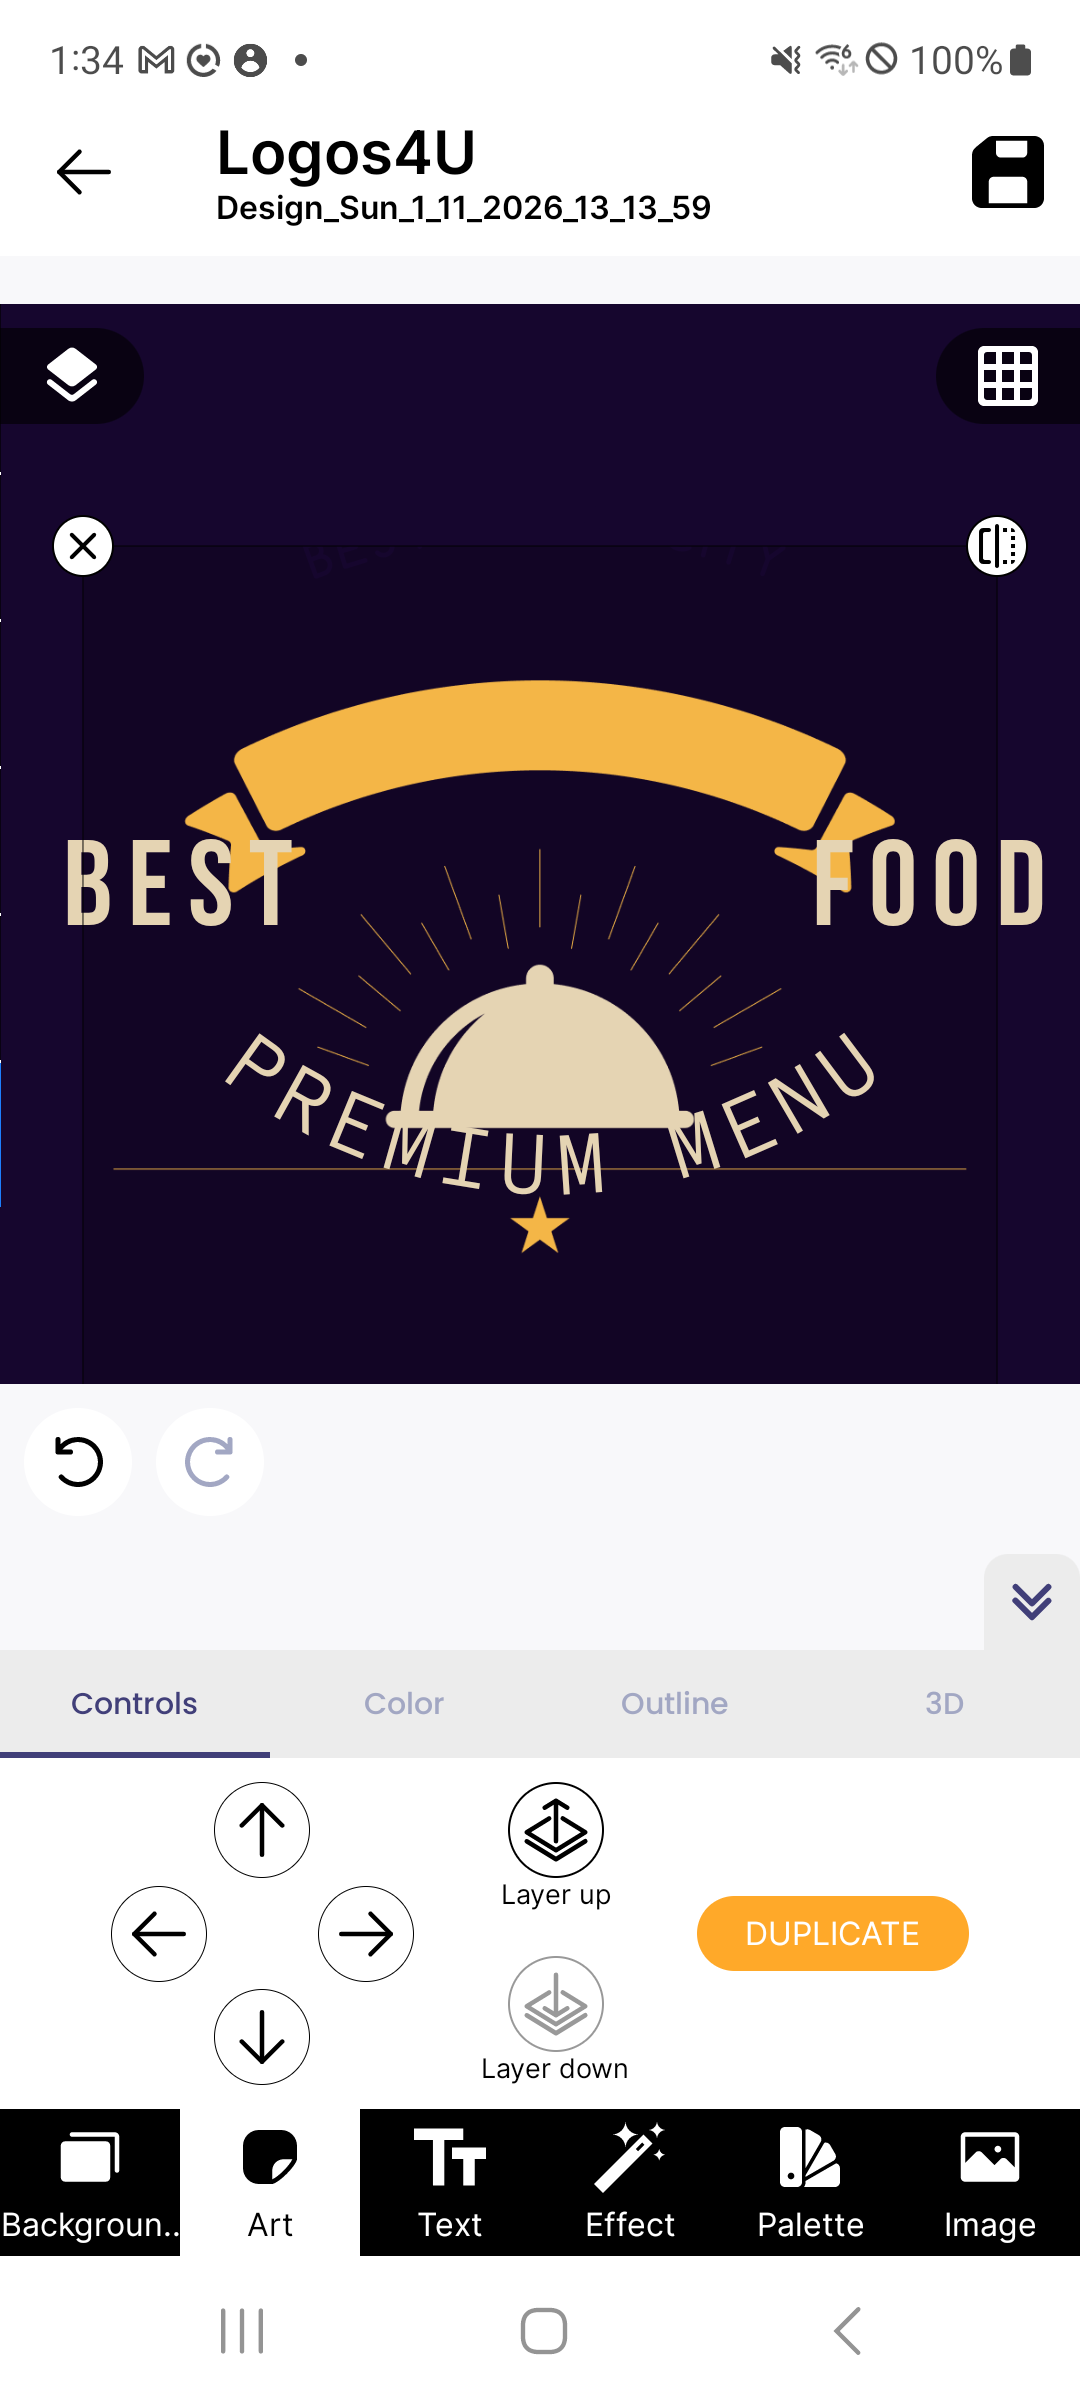 1:34
100%
Logos4U
Design_Sun_1_11_2026_13_13_59
BEST FOOD
PREMIUM MENU
Controls Color Outline 3D
Layer up
DUPLICATE
Layer down
Backgroun.. Art Text Effect Palette Image